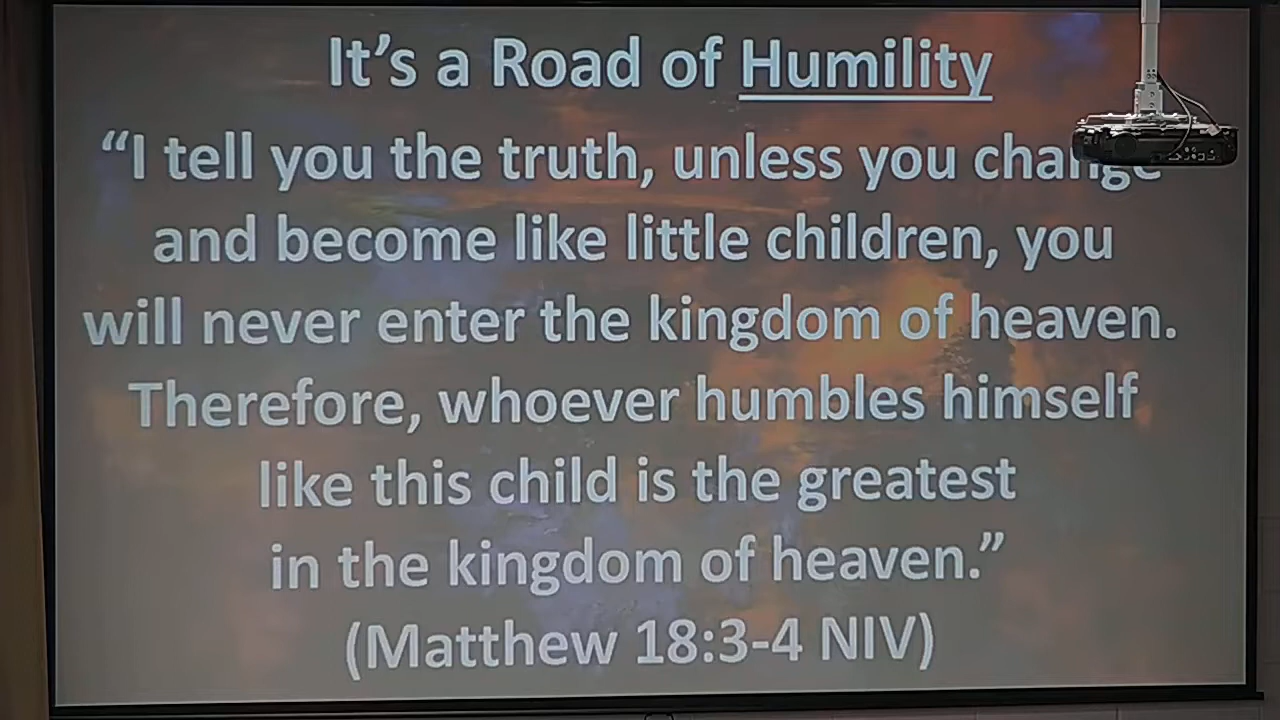 It’s a Road of Humility
“I tell you the truth, unless you change
and become like little children, you
will never enter the kingdom of heaven.
Therefore, whoever humbles himself
like this child is the greatest
in the kingdom of heaven.”
(Matthew 18:3-4 NIV)